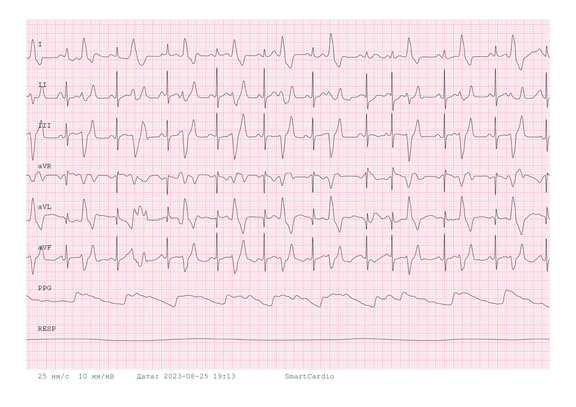 I
II
III
aVR
aVL
aVF
PPG
RESP
25 мм/с 10 мм/мВ Дата: 2023-08-25 19:13 SmartCardio